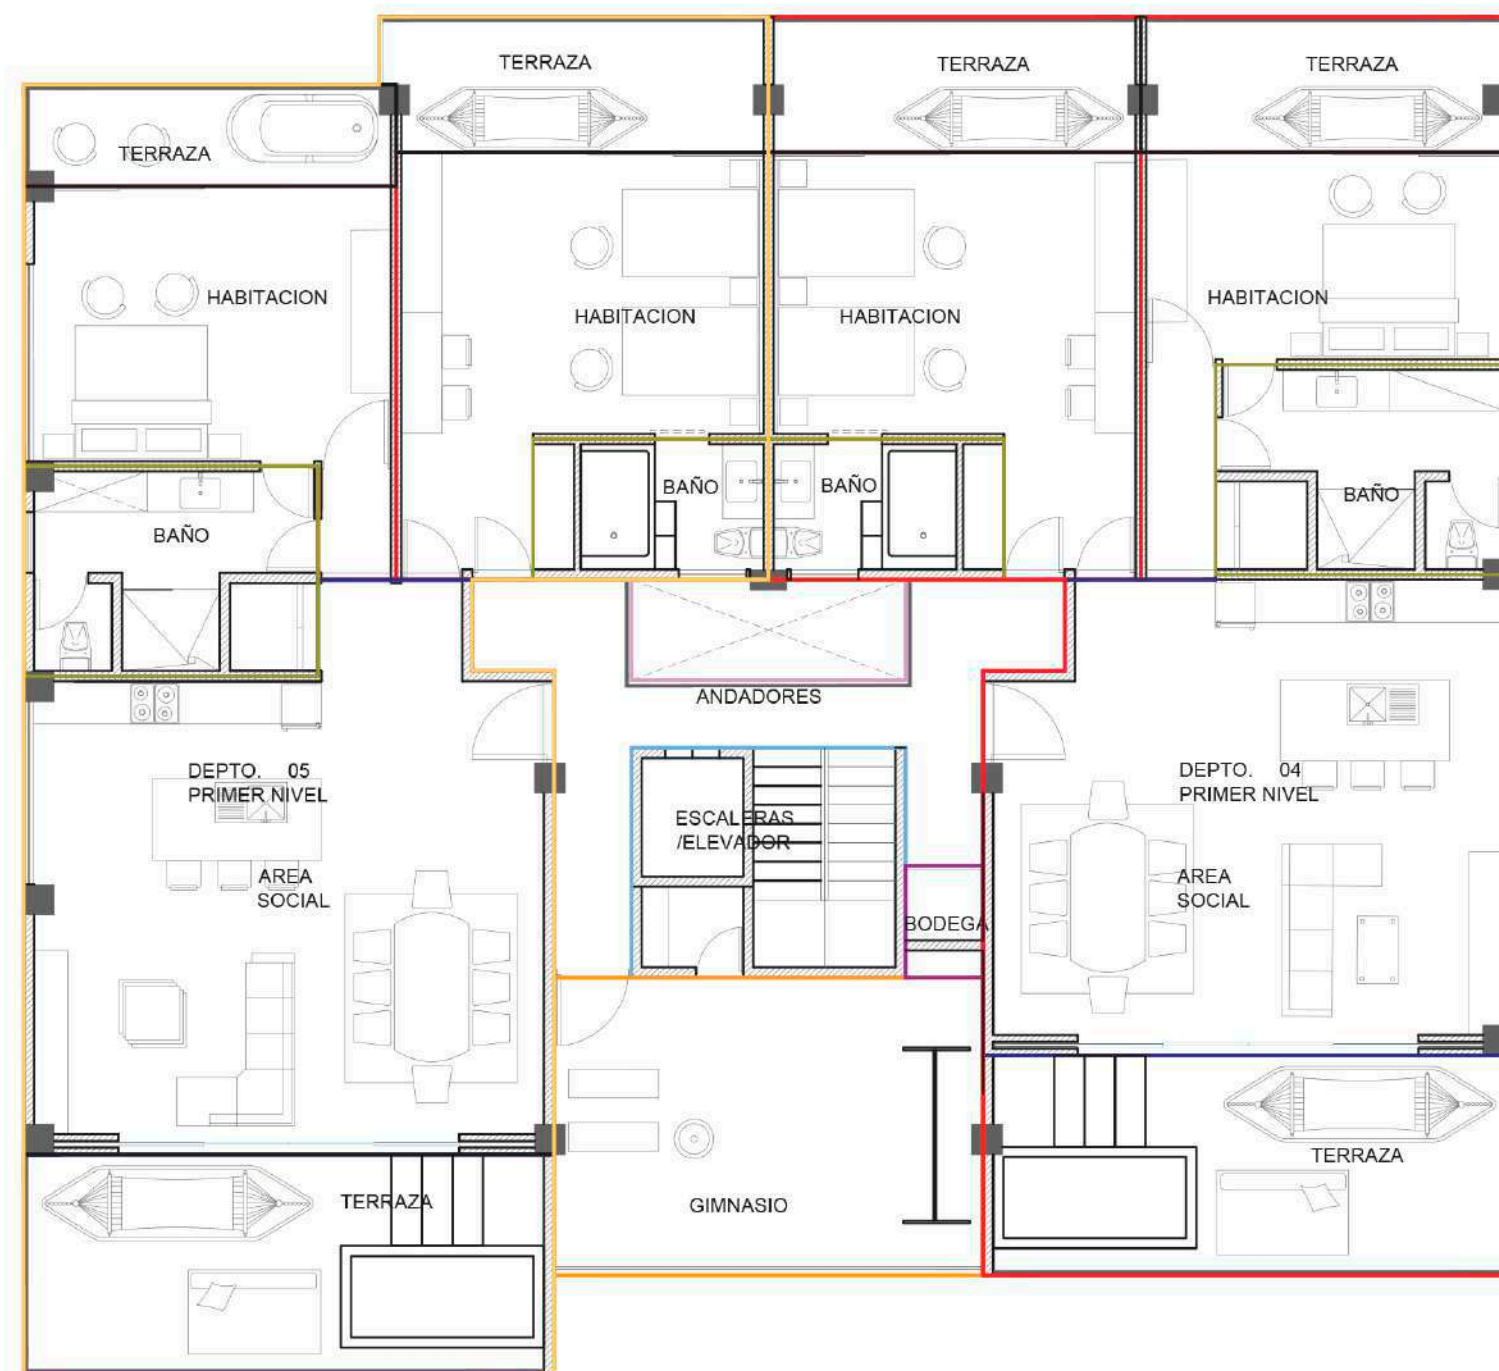 TERRAZA
TERRAZA
TERRAZA
TERRAZA
HABITACION
HABITACION
HABITACION
HABITACION
BAÑO
BAÑO
BAÑO
BAÑO
ANDADORES
DEPTO. 05
PRIMER NIVEL
DEPTO. 04
PRIMER NIVEL
ESCALERAS
/ELEVADOR
AREA
SOCIAL
AREA
SOCIAL
BODEGA
TERRAZA
TERRAZA
GIMNASIO